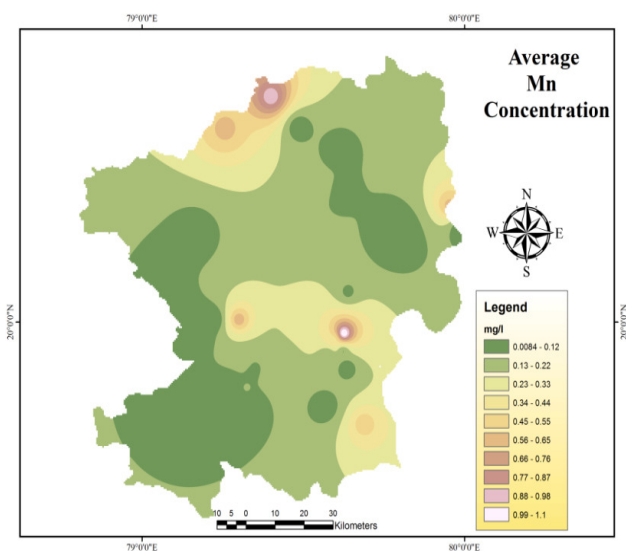 79°0'0"E 80°0'0"E
Average
Mn
Concentration
N
W E
S
20°0'0"N 20°0'0"N
Legend
mg/l
0.0084 - 0.12
0.13 - 0.22
0.23 - 0.33
0.34 - 0.44
0.45 - 0.55
0.56 - 0.65
0.66 - 0.76
0.77 - 0.87
0.88 - 0.98
0.99 - 1.1
10 5 0 10 20 30
Kilometers
79°0'0"E 80°0'0"E